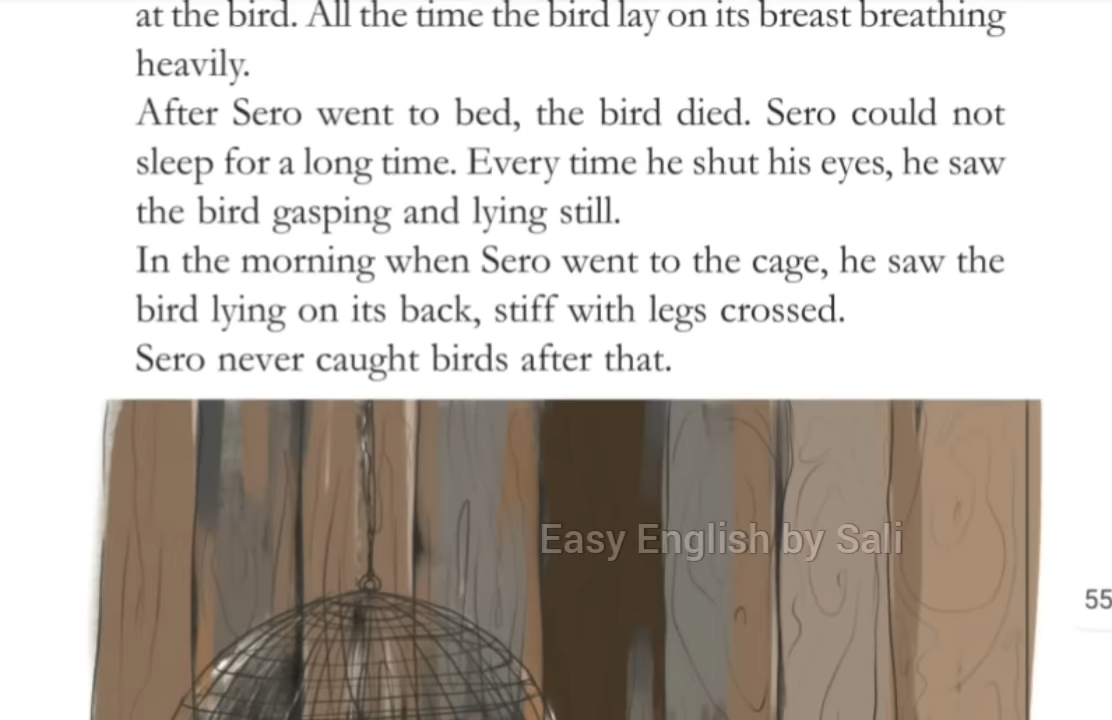 at the bird. All the time the bird lay on its breast breathing
heavily.
After Sero went to bed, the bird died. Sero could not
sleep for a long time. Every time he shut his eyes, he saw
the bird gasping and lying still.
In the morning when Sero went to the cage, he saw the
bird lying on its back, stiff with legs crossed.
Sero never caught birds after that.
Easy English by Sali
55